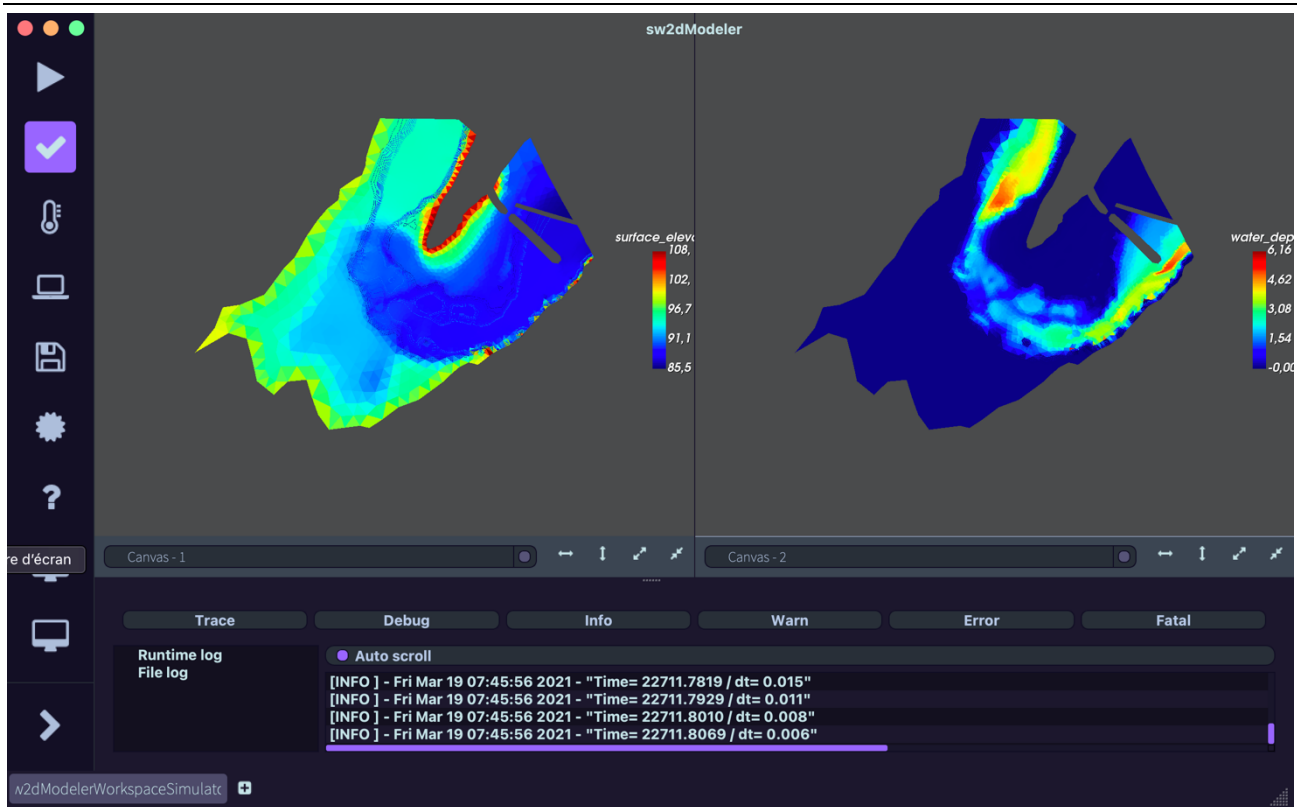 sw2dModeler
surface_elev
108,
102,
96,7
91,1
85,5
water_dep
6,16
4,62
3,08
1,54
-0,00
?
re d'écran
Canvas - 1
Canvas - 2
Trace Debug Info Warn Error Fatal
Runtime log
File log
Auto scroll
[INFO ] - Fri Mar 19 07:45:56 2021 - "Time= 22711.7819 / dt= 0.015"
[INFO ] - Fri Mar 19 07:45:56 2021 - "Time= 22711.7929 / dt= 0.011"
[INFO ] - Fri Mar 19 07:45:56 2021 - "Time= 22711.8010 / dt= 0.008"
[INFO ] - Fri Mar 19 07:45:56 2021 - "Time= 22711.8069 / dt= 0.006"
w2dModelerWorkspaceSimulatc